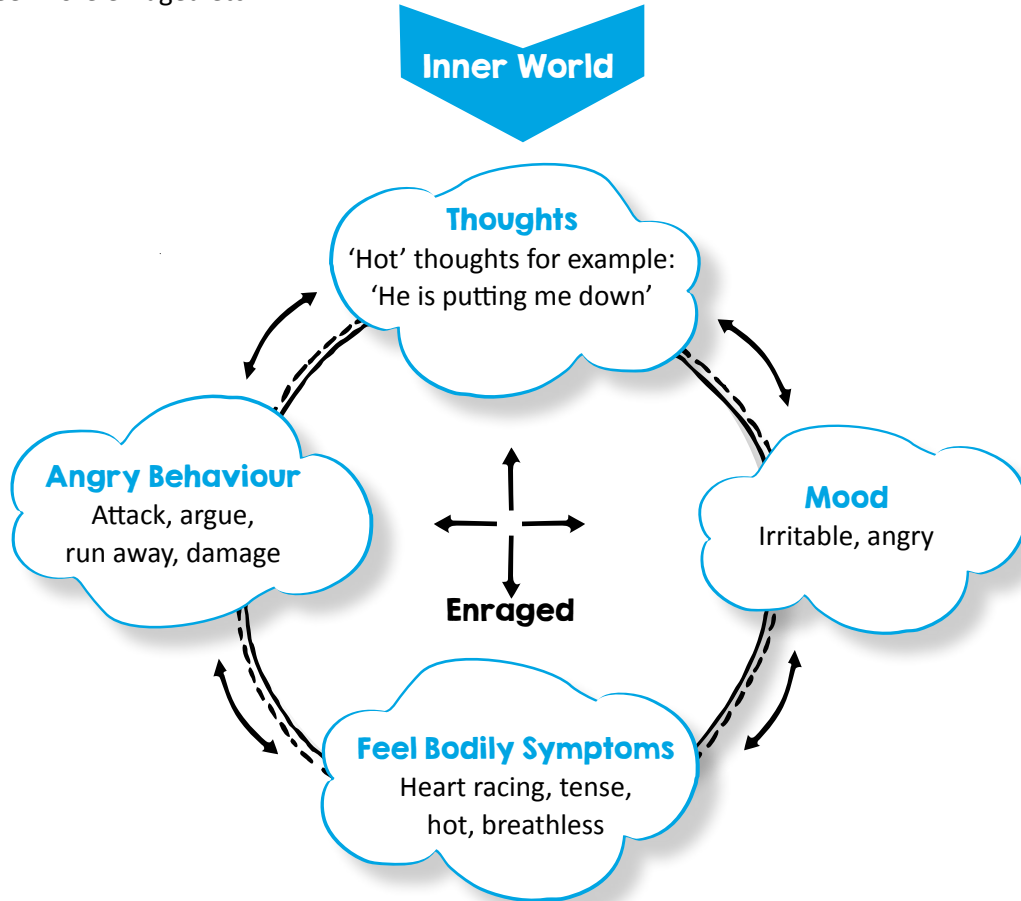 Inner World
Thoughts
‘Hot’ thoughts for example:
‘He is putting me down’
Angry Behaviour
Attack, argue,
run away, damage
Mood
Irritable, angry
Enraged
Feel Bodily Symptoms
Heart racing, tense,
hot, breathless